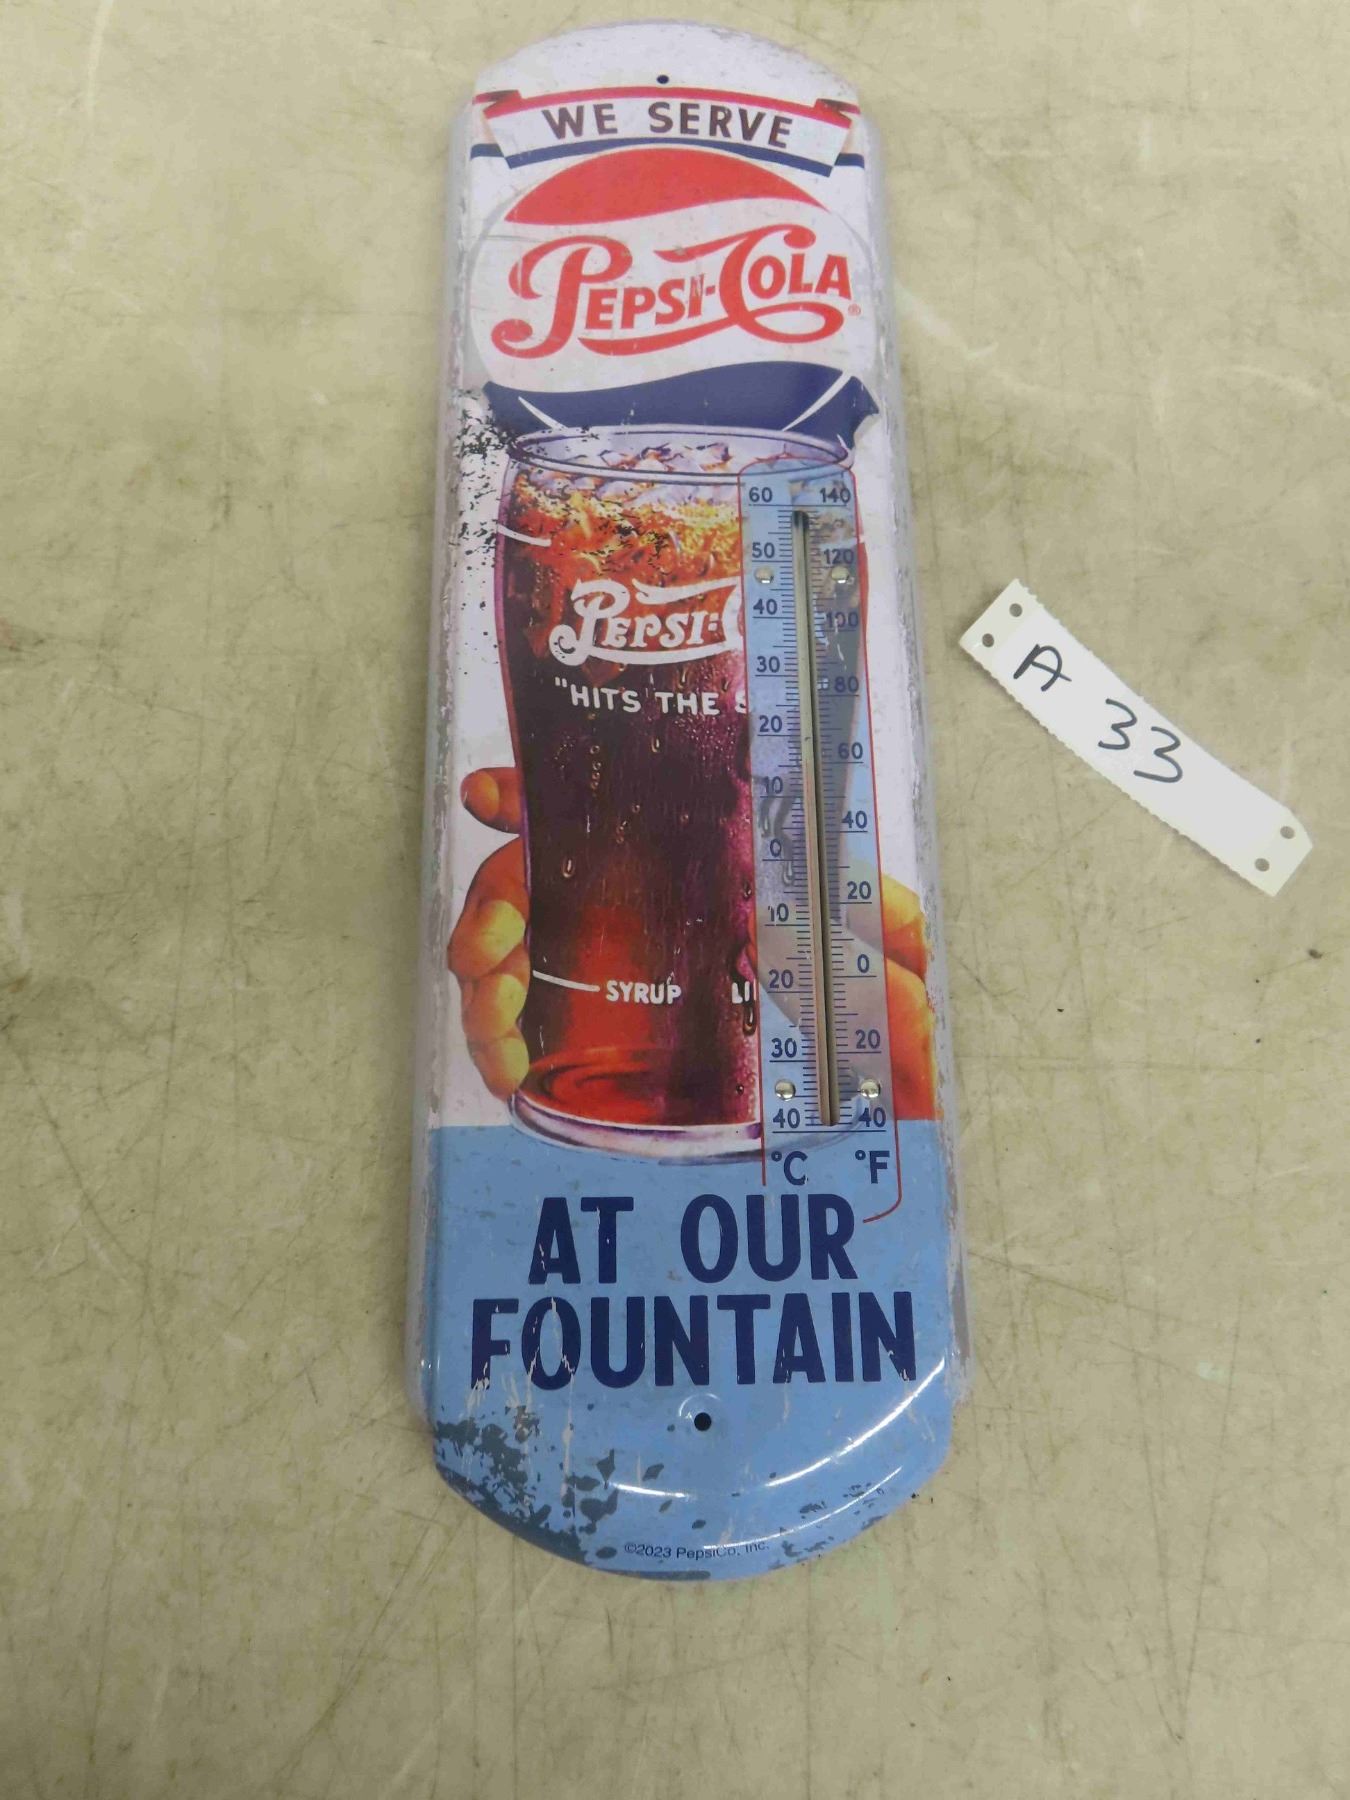 WE SERVE
PEPSI-COLA®
60 140
50 120
40 100
30 80
20 60
10 40
0 20
10 0
20 20
30 40
40
°C °F
PEPSI:
"HITS THE
SYRUP LI
AT OUR
FOUNTAIN
©2023 PepsiCo, Inc.
A 33